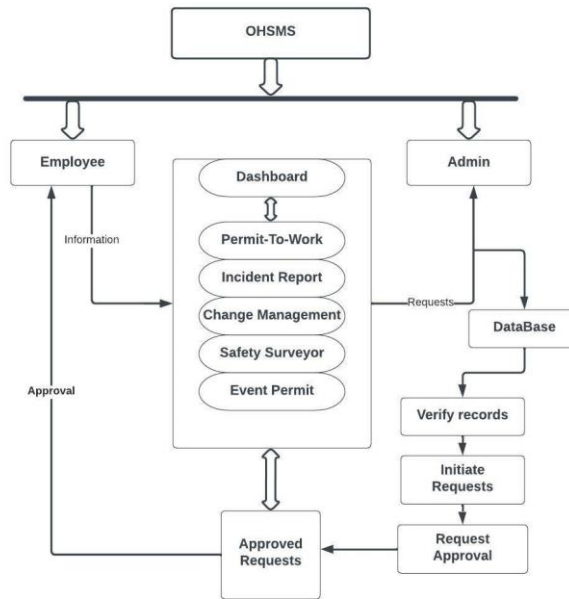 OHSMS
Employee
Admin
Dashboard
Information
Permit-To-Work
Incident Report
Change Management
Requests
DataBase
Safety Surveyor
Event Permit
Approval
Verify records
Initiate
Requests
Approved
Requests
Request
Approval